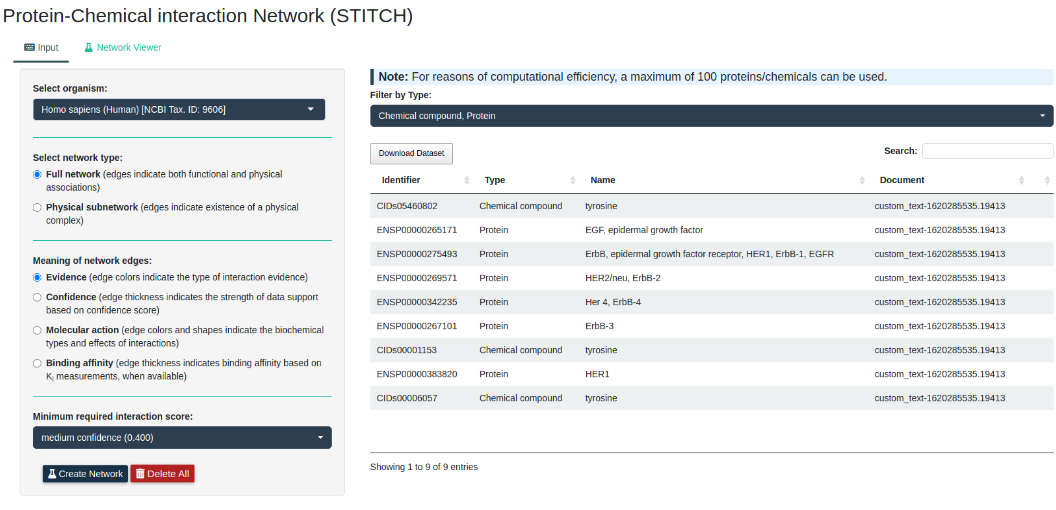 Protein-Chemical interaction Network (STITCH)
Input
Network Viewer
Select organism:
Homo sapiens (Human) [NCBI Tax. ID: 9606]
Select network type:
Full network (edges indicate both functional and physical
associations)
Physical subnetwork (edges indicate existence of a physical
complex)
Meaning of network edges:
Evidence (edge colors indicate the type of interaction evidence)
Confidence (edge thickness indicates the strength of data support
based on confidence score)
Molecular action (edge colors and shapes indicate the biochemical
types and effects of interactions)
Binding affinity (edge thickness indicates binding affinity based on
Ki measurements, when available)
Minimum required interaction score:
medium confidence (0.400)
Create Network Delete All
Note: For reasons of computational efficiency, a maximum of 100 proteins/chemicals can be used.
Filter by Type:
Chemical compound, Protein
Download Dataset
Search:
Identifier Type Name Document
CIDs05460802 Chemical compound tyrosine custom_text-1620285535.19413
ENSP00000265171 Protein EGF, epidermal growth factor custom_text-1620285535.19413
ENSP00000275493 Protein ErbB, epidermal growth factor receptor, HER1, ErbB-1, EGFR custom_text-1620285535.19413
ENSP00000269571 Protein HER2/neu, ErbB-2 custom_text-1620285535.19413
ENSP00000342235 Protein Her 4, ErbB-4 custom_text-1620285535.19413
ENSP00000267101 Protein ErbB-3 custom_text-1620285535.19413
CIDs00001153 Chemical compound tyrosine custom_text-1620285535.19413
ENSP00000383820 Protein HER1 custom_text-1620285535.19413
CIDs00006057 Chemical compound tyrosine custom_text-1620285535.19413
Showing 1 to 9 of 9 entries